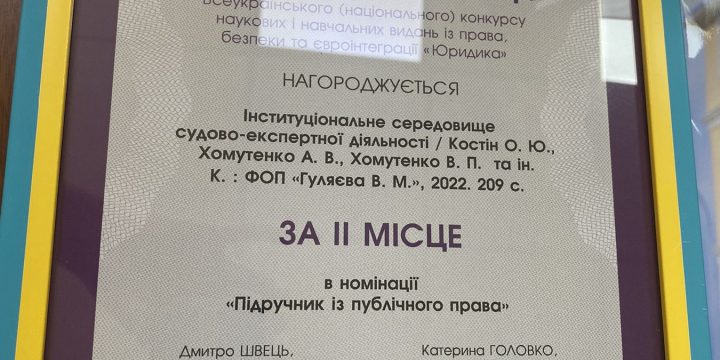 Всеукраїнського (національного) конкурсу
наукових і навчальних видань із права,
безпеки та євроінтеграції «Юридика»
НАГОРОДЖУЄТЬСЯ
Інституціональне середовище
судово-експертної діяльності / Костін О. Ю.,
Хомутенко А. В., Хомутенко В. П. та ін.
К. : ФОП «Гуляєва В. М.», 2022. 209 с.
ЗА ІІ МІСЦЕ
в номінації
«Підручник із публічного права»
Дмитро ШВЕЦЬ, Катерина ГОЛОВКО,